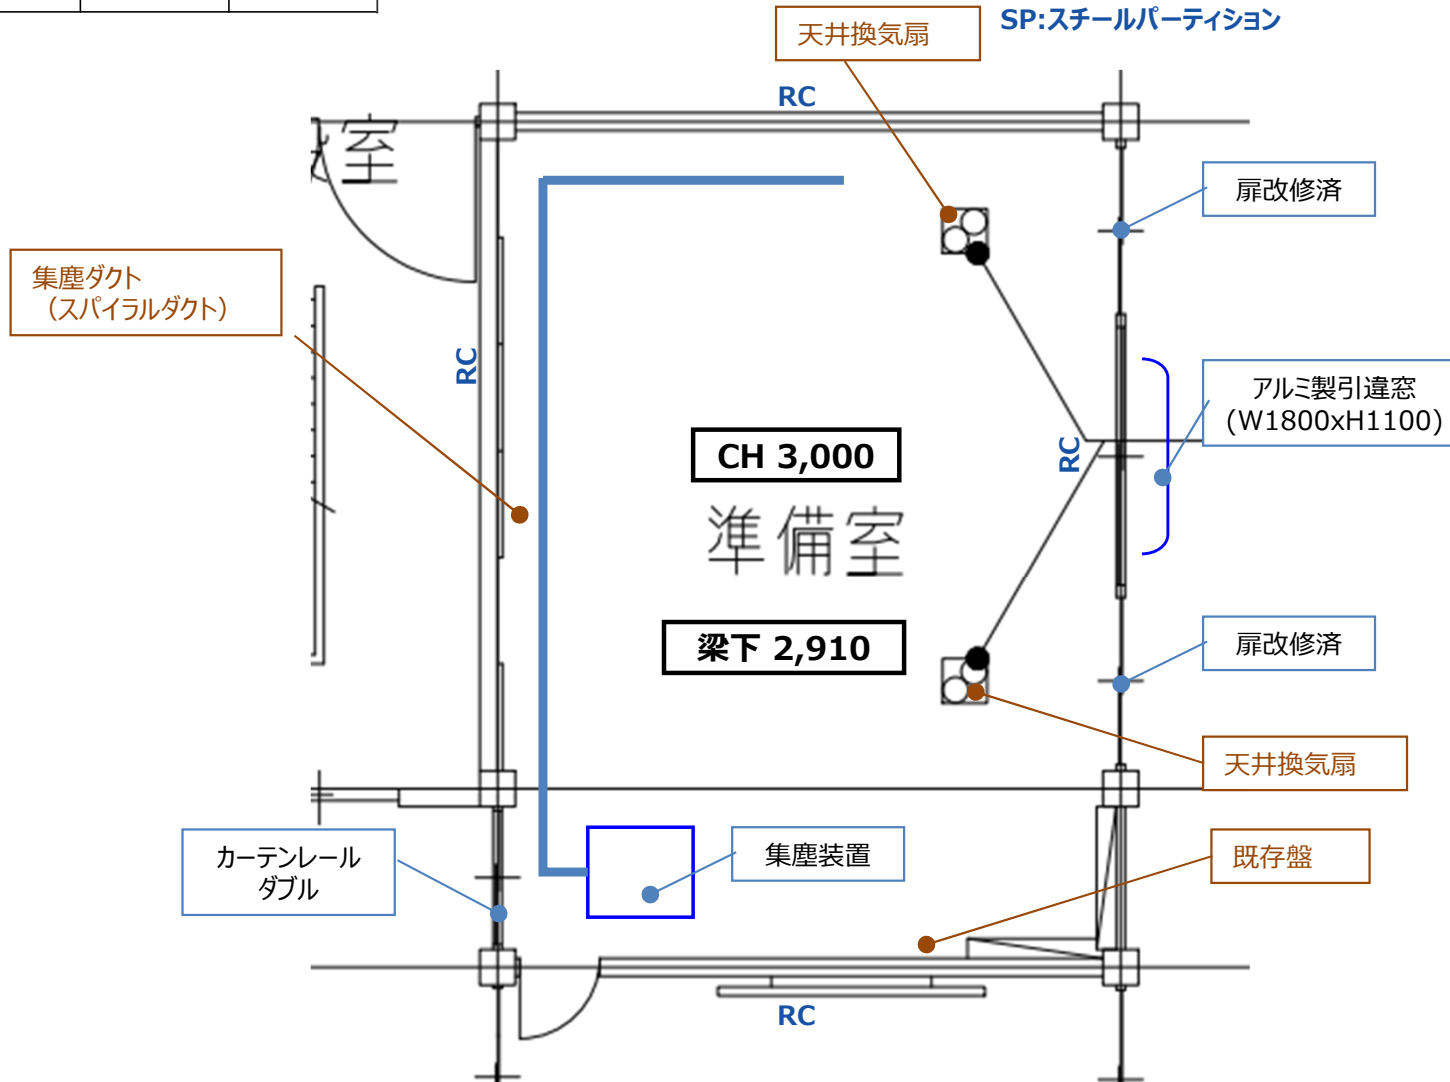 天井換気扇
SP:スチールパーティション
RC
室
扉改修済
集塵ダクト
（スパイラルダクト）
RC
アルミ製引違窓
(W1800xH1100)
CH 3,000
RC
準備室
梁下 2,910
扉改修済
天井換気扇
カーテンレール
ダブル
集塵装置
既存盤
RC